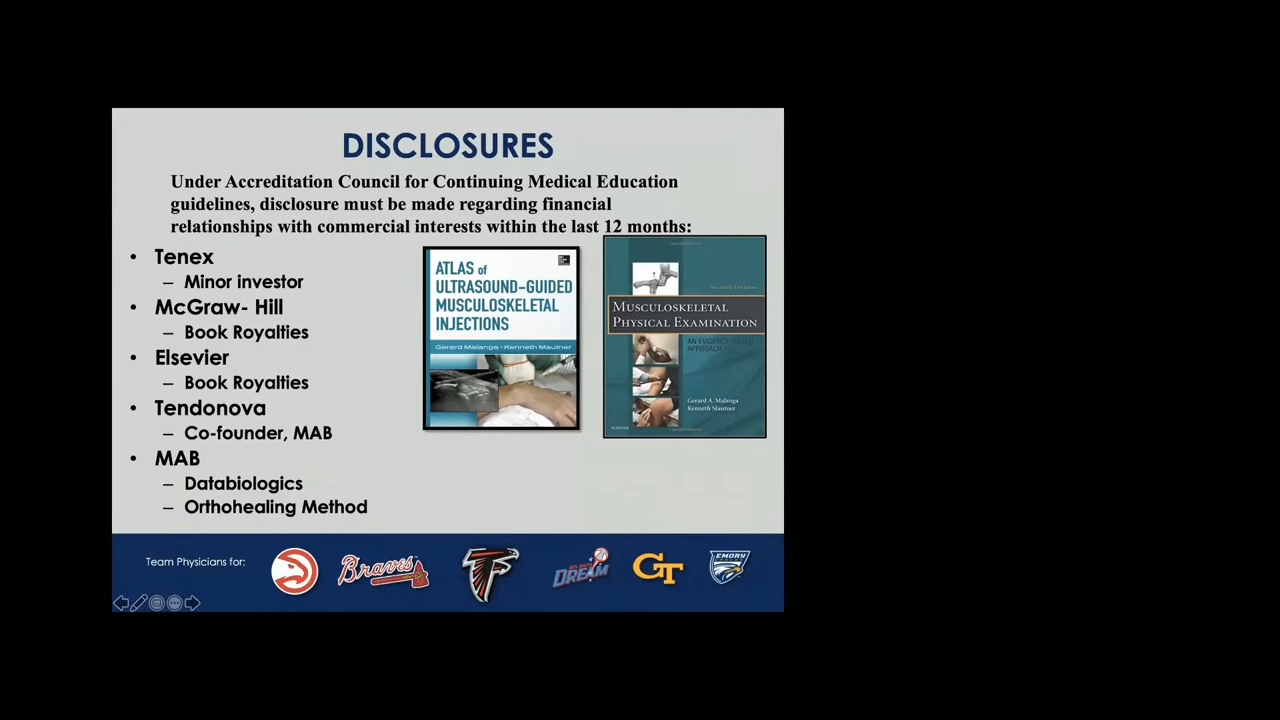 DISCLOSURES
Under Accreditation Council for Continuing Medical Education
guidelines, disclosure must be made regarding financial
relationships with commercial interests within the last 12 months:
• Tenex
– Minor investor
• McGraw- Hill
– Book Royalties
• Elsevier
– Book Royalties
• Tendonova
– Co-founder, MAB
• MAB
– Databiologics
– Orthohealing Method
ATLAS of
ULTRASOUND-GUIDED
MUSCULOSKELETAL
INJECTIONS
Gerard Malanga • Kenneth Mautner
SECOND EDITION
MUSCULOSKELETAL
PHYSICAL EXAMINATION
AN EVIDENCE-BASED
APPROACH
Gerard A. Malanga
Kenneth Mautner
ELSEVIER
Team Physicians for:
Braves
ATLANTA
DREAM
GT
EMORY